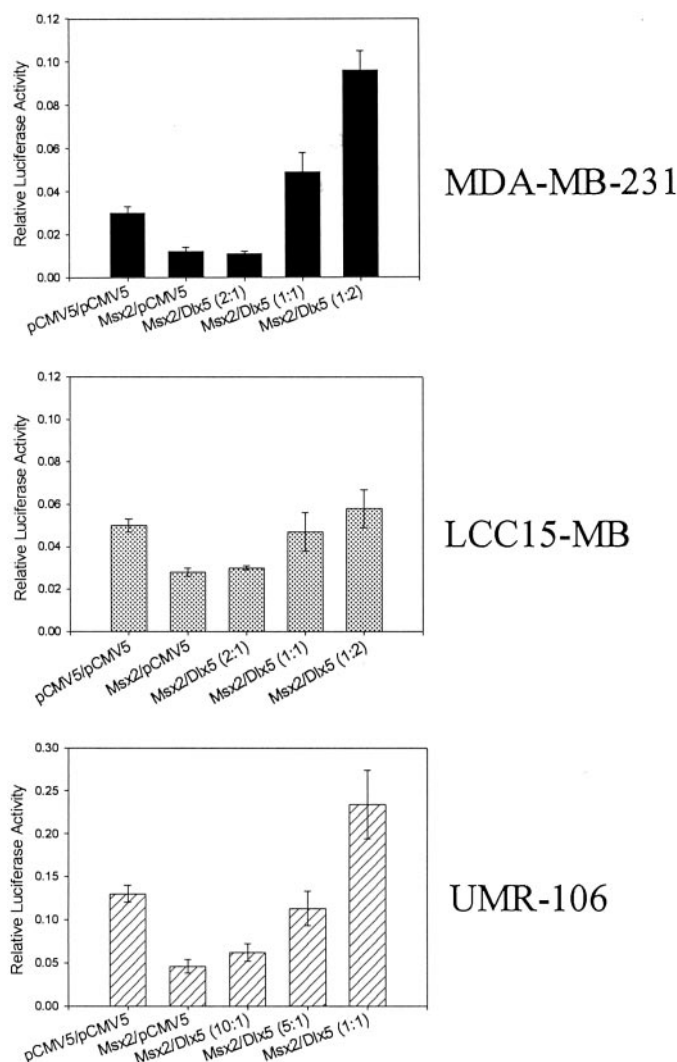 Relative Luciferase Activity
0.12
0.10
0.08
0.06
0.04
0.02
0.00
pCMV5/pCMV5
Msx2/pCMV5
Msx2/Dlx5 (2:1)
Msx2/Dlx5 (1:1)
Msx2/Dlx5 (1:2)
MDA-MB-231
Relative Luciferase Activity
0.12
0.10
0.08
0.06
0.04
0.02
0.00
pCMV5/pCMV5
Msx2/pCMV5
Msx2/Dlx5 (2:1)
Msx2/Dlx5 (1:1)
Msx2/Dlx5 (1:2)
LCC15-MB
Relative Luciferase Activity
0.30
0.25
0.20
0.15
0.10
0.05
0.00
pCMV5/pCMV5
Msx2/pCMV5
Msx2/Dlx5 (10:1)
Msx2/Dlx5 (5:1)
Msx2/Dlx5 (1:1)
UMR-106